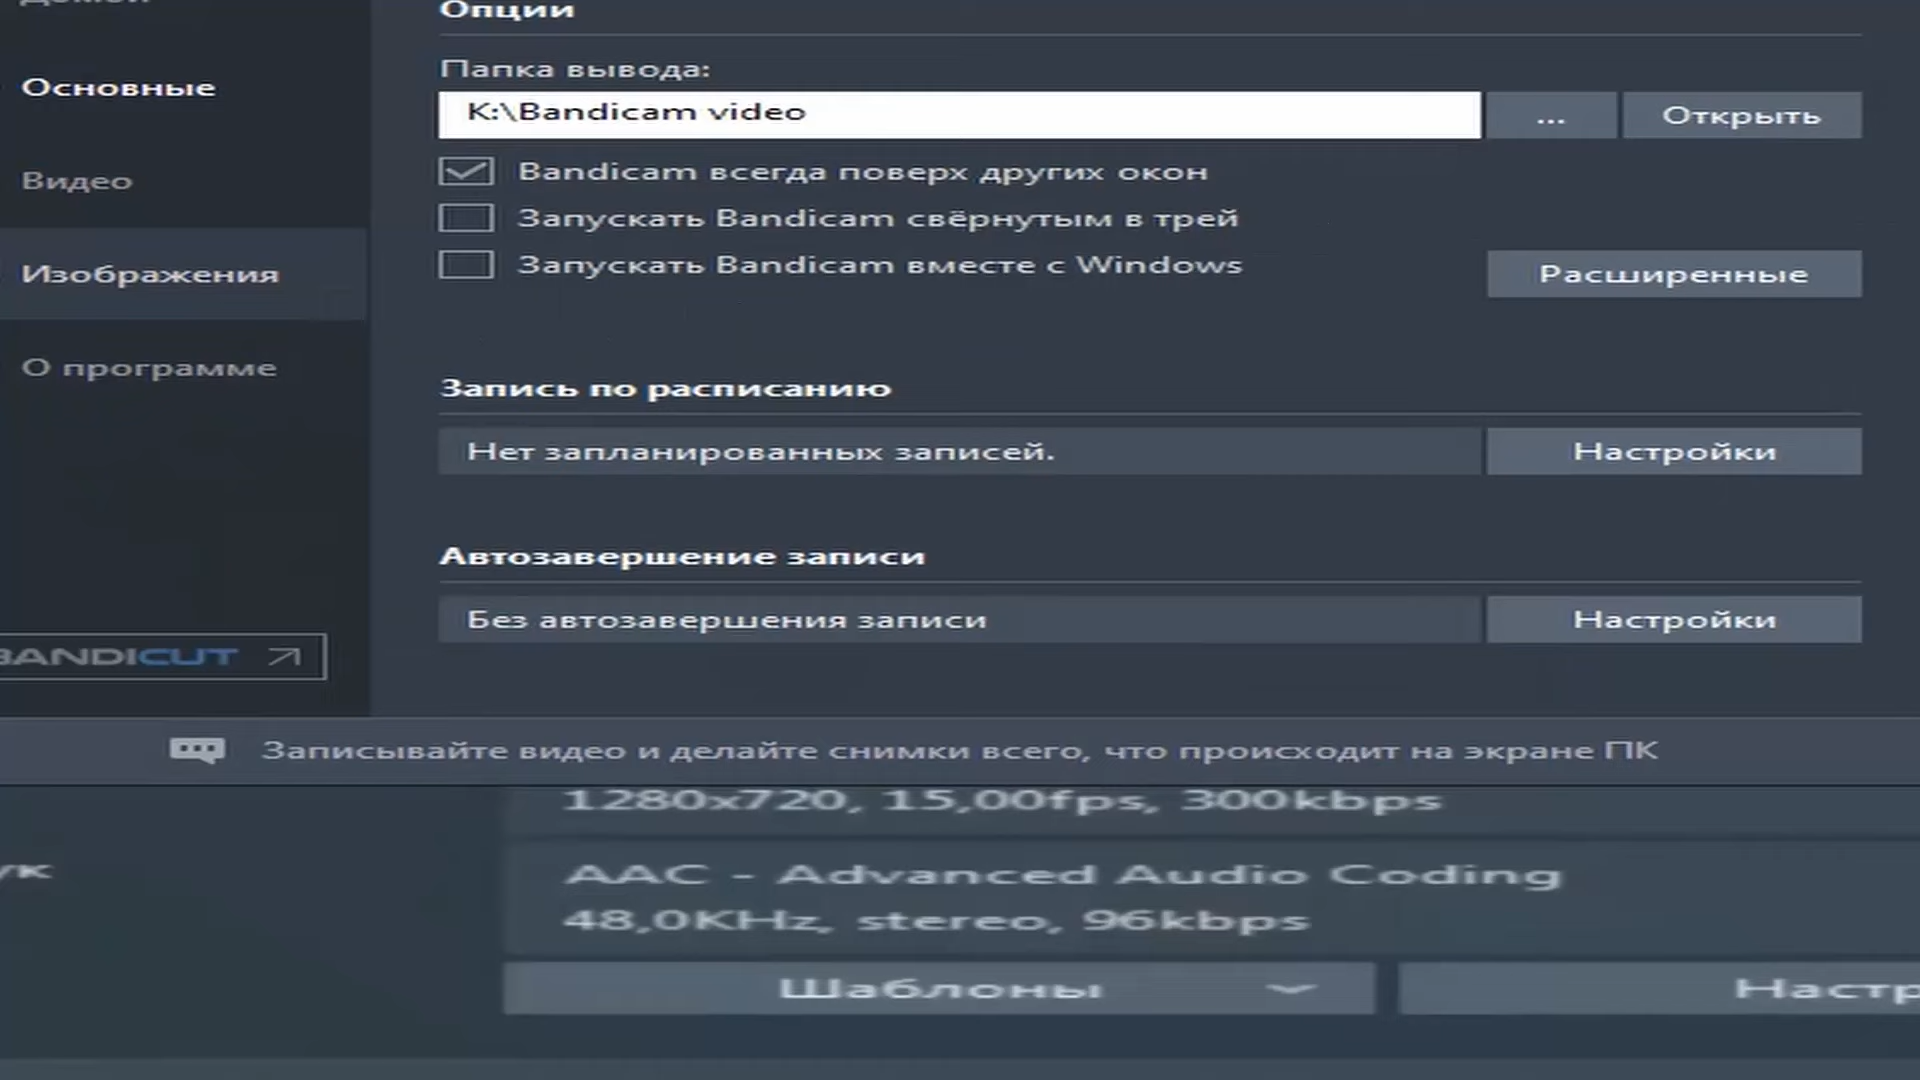 Опции
Основные
Папка вывода:
K:\Bandicam video
...
Открыть
Bandicam всегда поверх других окон
Видео
Запускать Bandicam свёрнутым в трей
Запускать Bandicam вместе с Windows
Изображения
Расширенные
О программе
Запись по расписанию
Нет запланированных записей.
Настройки
Автозавершение записи
Без автозавершения записи
Настройки
BANDICUT
Записывайте видео и делайте снимки всего, что происходит на экране ПК
1280x720, 15,00fps, 300kbps
AAC - Advanced Audio Coding
48,0KHz, stereo, 96kbps
Шаблоны